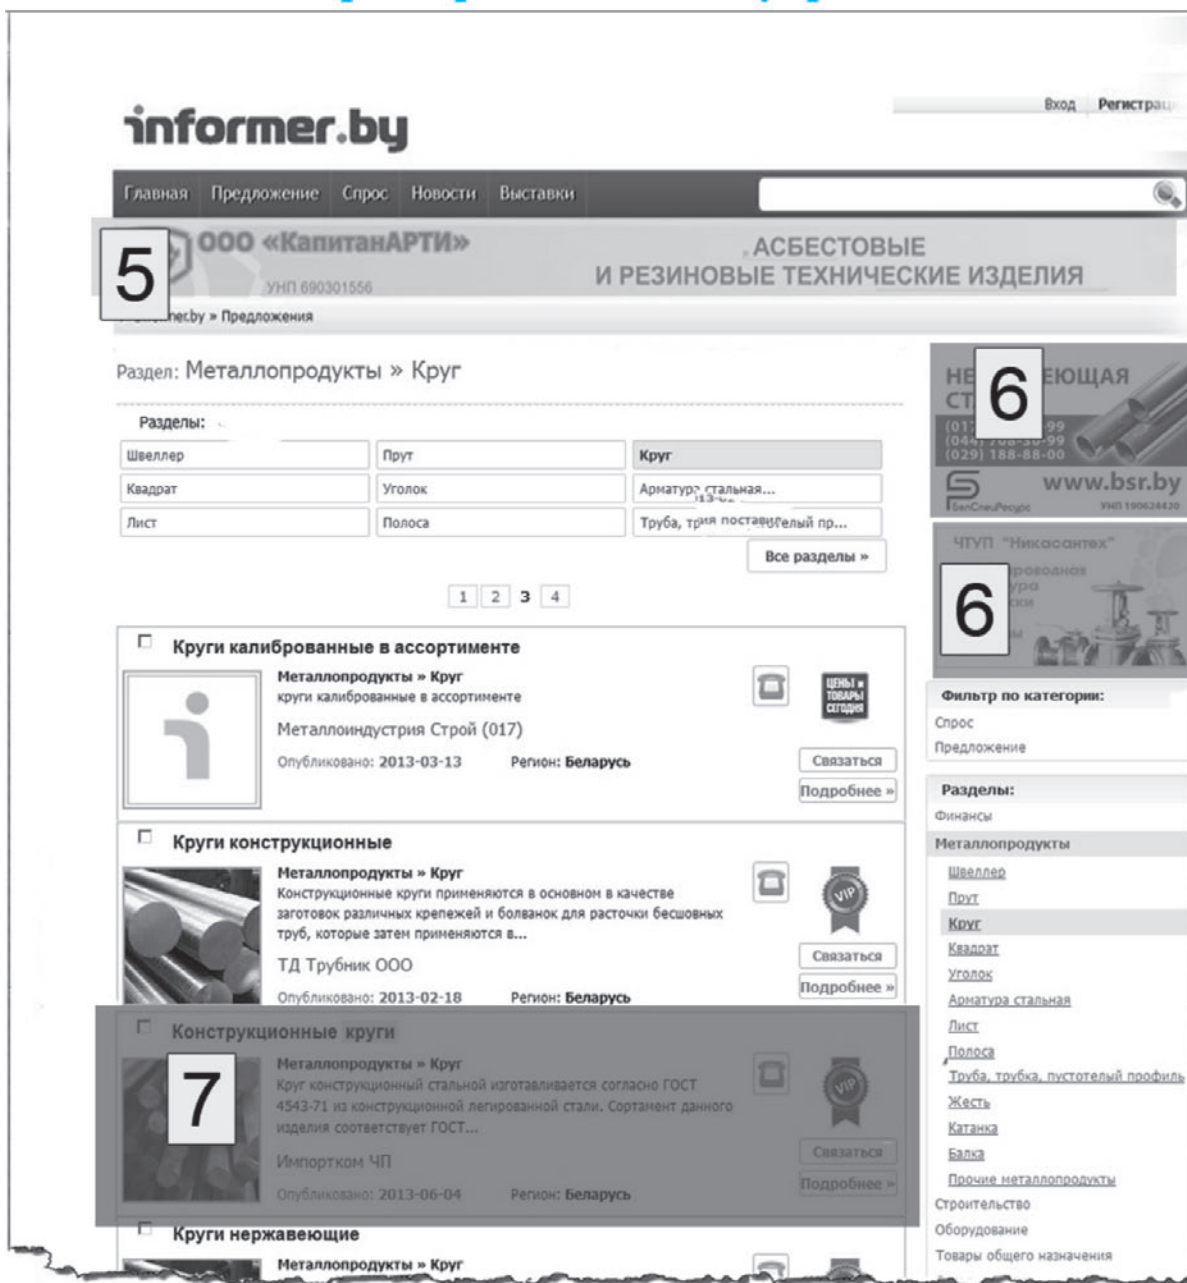 informer.by
Вход Регистрац
Главная Предложение Спрос Новости Выставки
5
ООО «КапитанАРТИ»
УНП 690301556
АСБЕСТОВЫЕ
И РЕЗИНОВЫЕ ТЕХНИЧЕСКИЕ ИЗДЕЛИЯ
» Предложения
Раздел: Металлопродукты » Круг
Разделы:
Швеллер Прут Круг
Квадрат Уголок Арматура стальная...
Лист Полоса Труба,
Все разделы »
1 2 3 4
Круги калиброванные в ассортименте
Металлопродукты » Круг
круги калиброванные в ассортименте
Металлоиндустрия Строй (017)
Опубликовано: 2013-03-13 Регион: Беларусь
ЦЕНЫ и
ТОВАРЫ
СЕГОДНЯ
Связаться
Подробнее »
Круги конструкционные
Металлопродукты » Круг
Конструкционные круги применяются в основном в качестве
заготовок различных крепежей и болванок для расточки бесшовных
труб, которые затем применяются в...
ТД Трубник ООО
Опубликовано: 2013-02-18 Регион: Беларусь
VIP
Связаться
Подробнее »
Конструкционные круги
7
Металлопродукты » Круг
Круг конструкционный стальной изготавливается согласно ГОСТ
4543-71 из конструкционной легированной стали. Сортамент данного
изделия соответствует ГОСТ...
Импортком ЧП
Опубликовано: 2013-06-04 Регион: Беларусь
VIP
Связаться
Подробнее »
Круги нержавеющие
Металлопродукты » Круг
6
(029) 188-88-00
www.bsr.by
БелСпецРесурс
УНП 190624420
ЧТУП "Никасантех"
6
Фильтр по категории:
Спрос
Предложение
Разделы:
Финансы
Металлопродукты
Швеллер
Прут
Круг
Квадрат
Уголок
Арматура стальная
Лист
Полоса
Труба, трубка, пустотелый профиль
Жесть
Катанка
Балка
Прочие металлопродукты
Строительство
Оборудование
Товары общего назначения